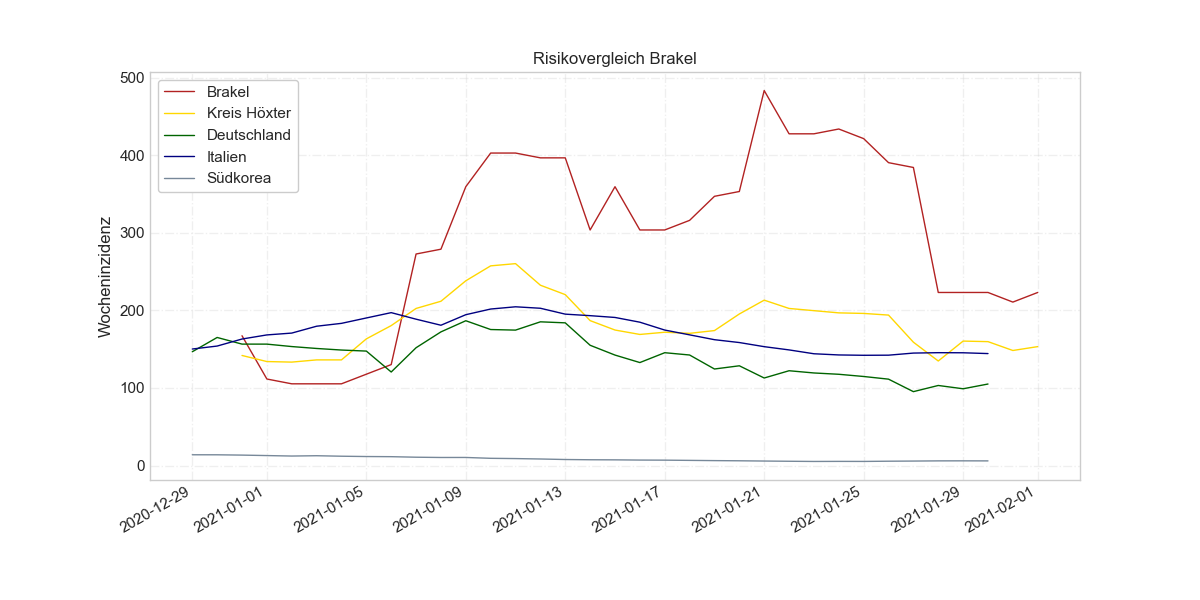 Risikovergleich Brakel
Wocheninzidenz
500
400
300
200
100
0
Brakel
Kreis Höxter
Deutschland
Italien
Südkorea
2020-12-29
2021-01-01
2021-01-05
2021-01-09
2021-01-13
2021-01-17
2021-01-21
2021-01-25
2021-01-29
2021-02-01